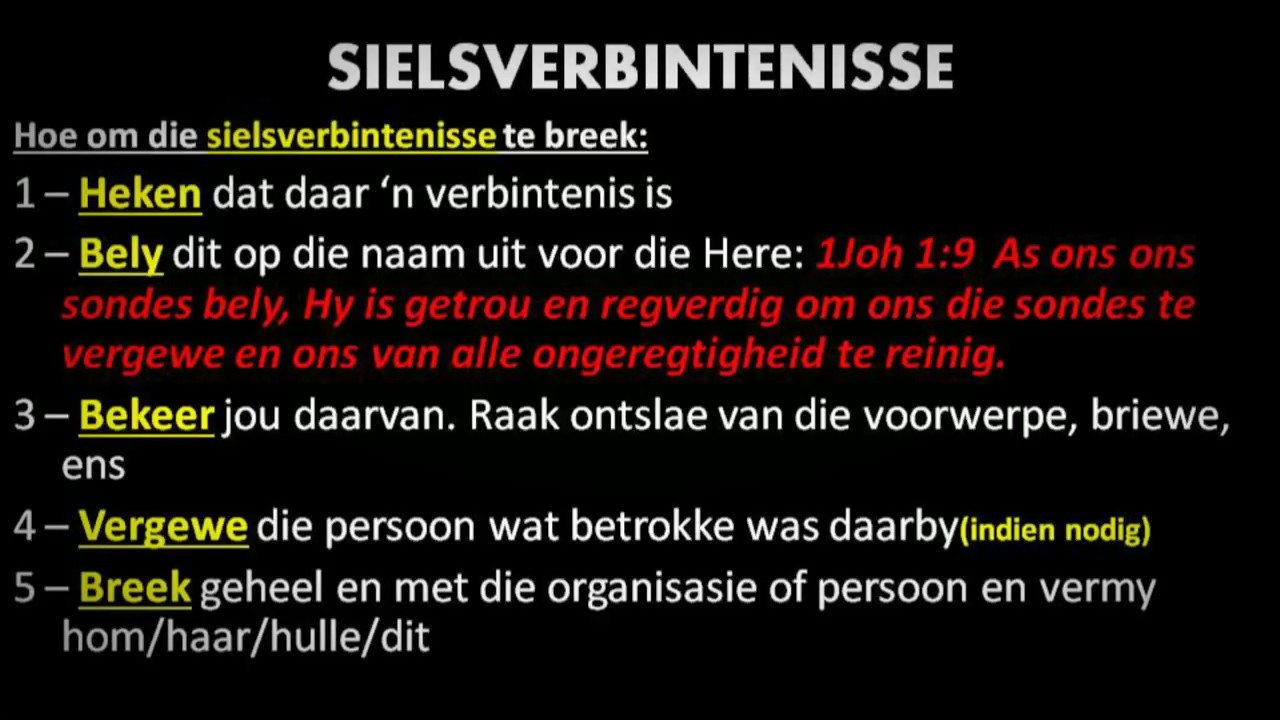 SIELSVERBINTENISSE
Hoe om die sielsverbintenisse te breek:
1 – Heken dat daar ‘n verbintenis is
2 – Bely dit op die naam uit voor die Here: 1Joh 1:9 As ons ons
sondes bely, Hy is getrou en regverdig om ons die sondes te
vergewe en ons van alle ongeregtigheid te reinig.
3 – Bekeer jou daarvan. Raak ontslae van die voorwerpe, briewe,
ens
4 – Vergewe die persoon wat betrokke was daarby(indien nodig)
5 – Breek geheel en met die organisasie of persoon en vermy
hom/haar/hulle/dit